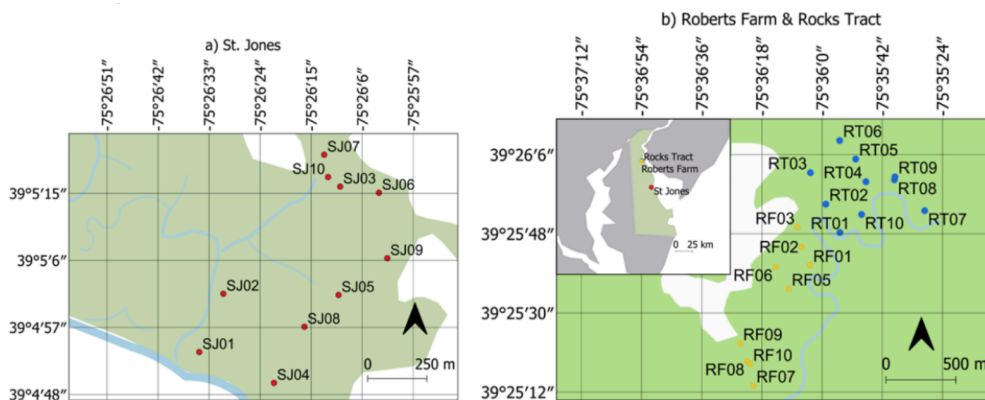 a) St. Jones
75°26′51″
75°26′42″
75°26′33″
75°26′24″
75°26′15″
75°26′6″
75°25′57″
39°5′15″
39°5′6″
39°4′57″
39°4′48″
SJ07
SJ10
SJ03
SJ06
SJ09
SJ02
SJ05
SJ08
SJ01
SJ04
0 250 m
b) Roberts Farm & Rocks Tract
75°37′12″
75°36′54″
75°36′36″
75°36′18″
75°36′0″
75°35′42″
75°35′24″
39°26′6″
39°25′48″
39°25′30″
39°25′12″
Rocks Tract
Roberts Farm
St Jones
0 25 km
RT06
RT05
RT03
RT04
RT09
RT08
RT02
RT07
RT01
RT10
RF03
RF02
RF01
RF06
RF05
RF09
RF10
RF08
RF07
0 500 m